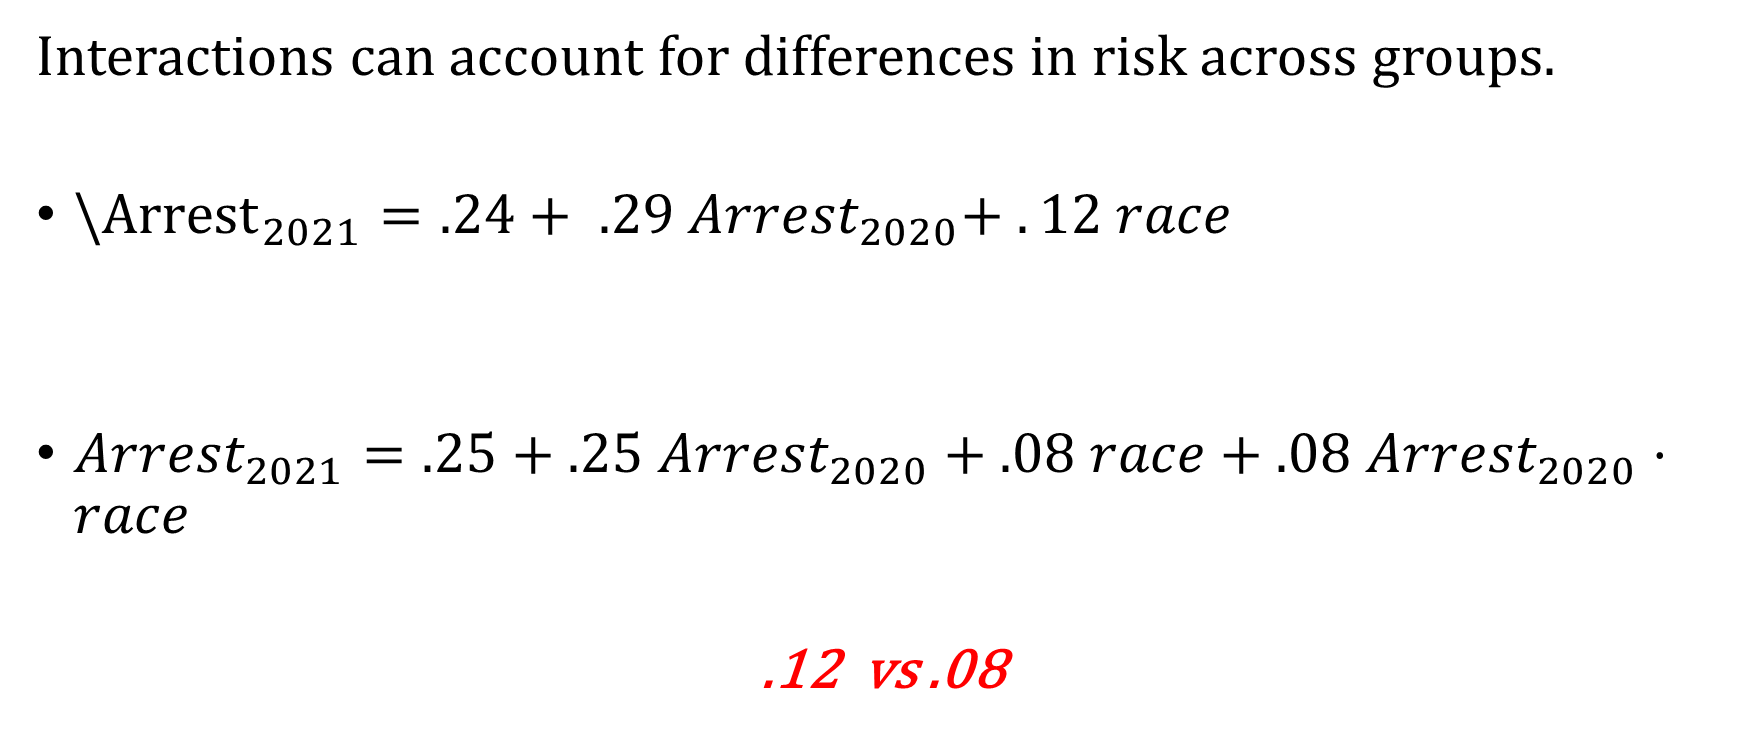 Interactions can account for differences in risk across groups.
• \Arrest₂₀₂₁ = .24 + .29 Arrest₂₀₂₀+ . 12 race
• Arrest₂₀₂₁ = .25 + .25 Arrest₂₀₂₀ + .08 race + .08 Arrest₂₀₂₀ ·
race
.12 vs .08